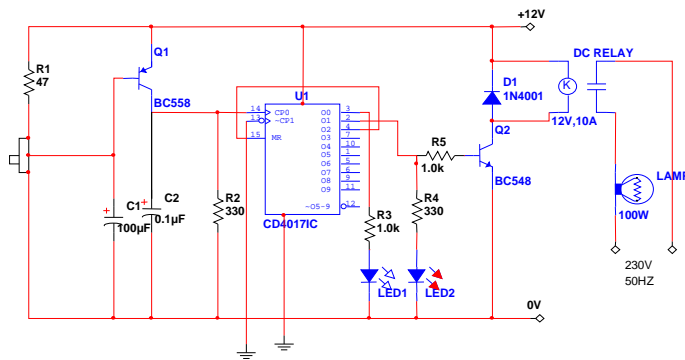 +12V
Q1
DC RELAY
R1
47
D1
1N4001
U1
K
BC558
12V,10A
14
CP0
O0
3
13
-CP1
O1
2
Q2
O2
4
15
MR
O3
7
R5
O4
10
O5
1
1.0k
BC548
LAMP
O6
5
O7
6
O8
9
O9
11
C1
C2
R2
330
R4
330
100µF
0.1µF
-O5-9
12
R3
1.0k
100W
CD4017IC
230V
50HZ
LED1
LED2
0V